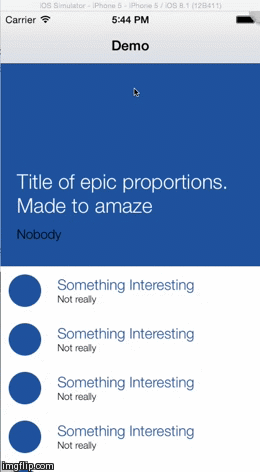 iOS Simulator - iPhone 5 - iPhone 5 / iOS 8.1 (12B411)
Carrier 5:44 PM
Demo
Title of epic proportions.
Made to amaze
Nobody
Something Interesting
Not really
Something Interesting
Not really
Something Interesting
Not really
Something Interesting
Not really
imgflip.com